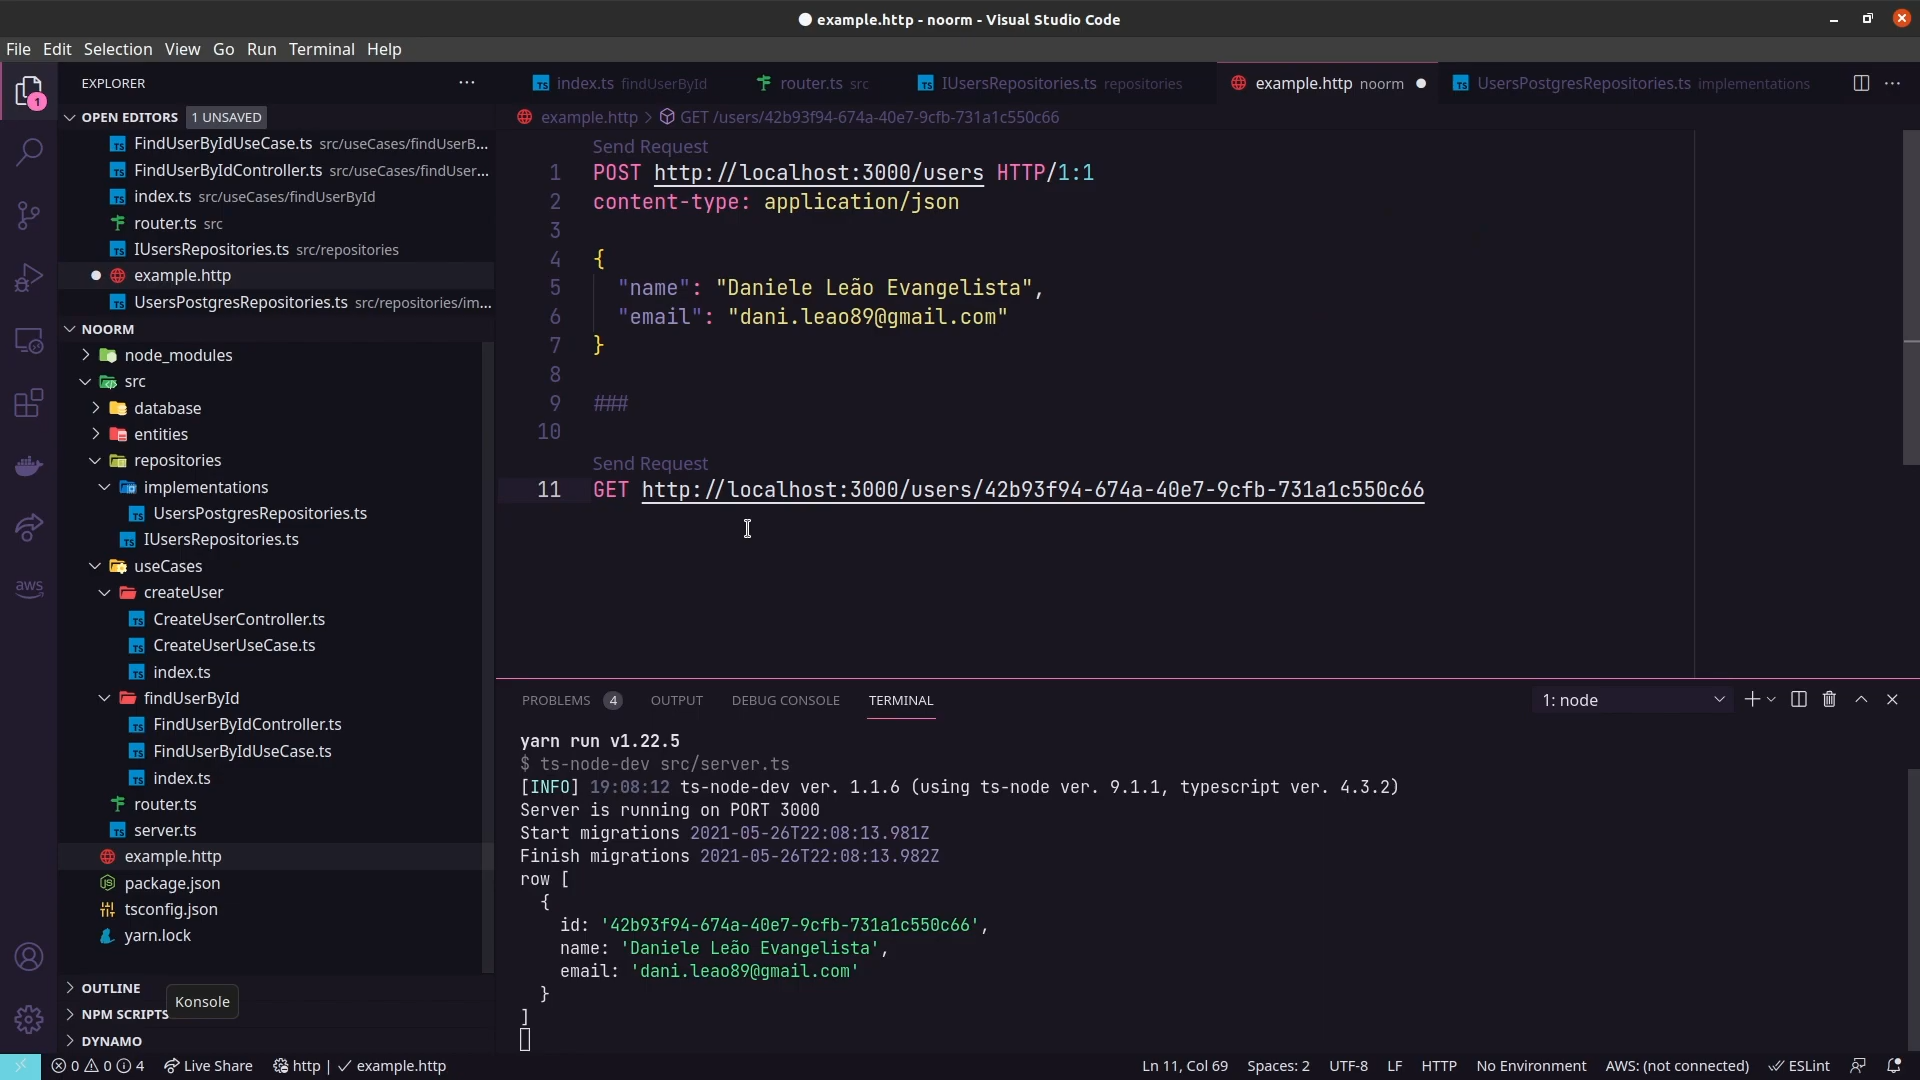 example.http - noorm - Visual Studio Code
File Edit Selection View Go Run Terminal Help
1
EXPLORER
OPEN EDITORS 1 UNSAVED
FindUserByIdUseCase.ts src/useCases/findUserB...
FindUserByIdController.ts src/useCases/findUser...
index.ts src/useCases/findUserById
router.ts src
IUsersRepositories.ts src/repositories
example.http
UsersPostgresRepositories.ts src/repositories/im...
NOORM
node_modules
src
database
entities
repositories
implementations
UsersPostgresRepositories.ts
IUsersRepositories.ts
useCases
createUser
CreateUserController.ts
CreateUserUseCase.ts
index.ts
findUserById
FindUserByIdController.ts
FindUserByIdUseCase.ts
index.ts
router.ts
server.ts
example.http
package.json
tsconfig.json
yarn.lock
OUTLINE
Konsole
NPM SCRIPTS
DYNAMO
aws
index.ts findUserById router.ts src IUsersRepositories.ts repositories example.http noorm UsersPostgresRepositories.ts implementations
example.http > GET /users/42b93f94-674a-40e7-9cfb-731a1c550c66
Send Request
1 POST http://localhost:3000/users HTTP/1:1
2 content-type: application/json
3
4 {
5 "name": "Daniele Leão Evangelista",
6 "email": "dani.leao89@gmail.com"
7 }
8
9 ###
10
Send Request
11 GET http://localhost:3000/users/42b93f94-674a-40e7-9cfb-731a1c550c66
PROBLEMS 4 OUTPUT DEBUG CONSOLE TERMINAL 1: node
yarn run v1.22.5
$ ts-node-dev src/server.ts
[INFO] 19:08:12 ts-node-dev ver. 1.1.6 (using ts-node ver. 9.1.1, typescript ver. 4.3.2)
Server is running on PORT 3000
Start migrations 2021-05-26T22:08:13.981Z
Finish migrations 2021-05-26T22:08:13.982Z
row [
{
id: '42b93f94-674a-40e7-9cfb-731a1c550c66',
name: 'Daniele Leão Evangelista',
email: 'dani.leao89@gmail.com'
}
]
0 0 4 Live Share http | ✓ example.http Ln 11, Col 69 Spaces: 2 UTF-8 LF HTTP No Environment AWS: (not connected) ESLint